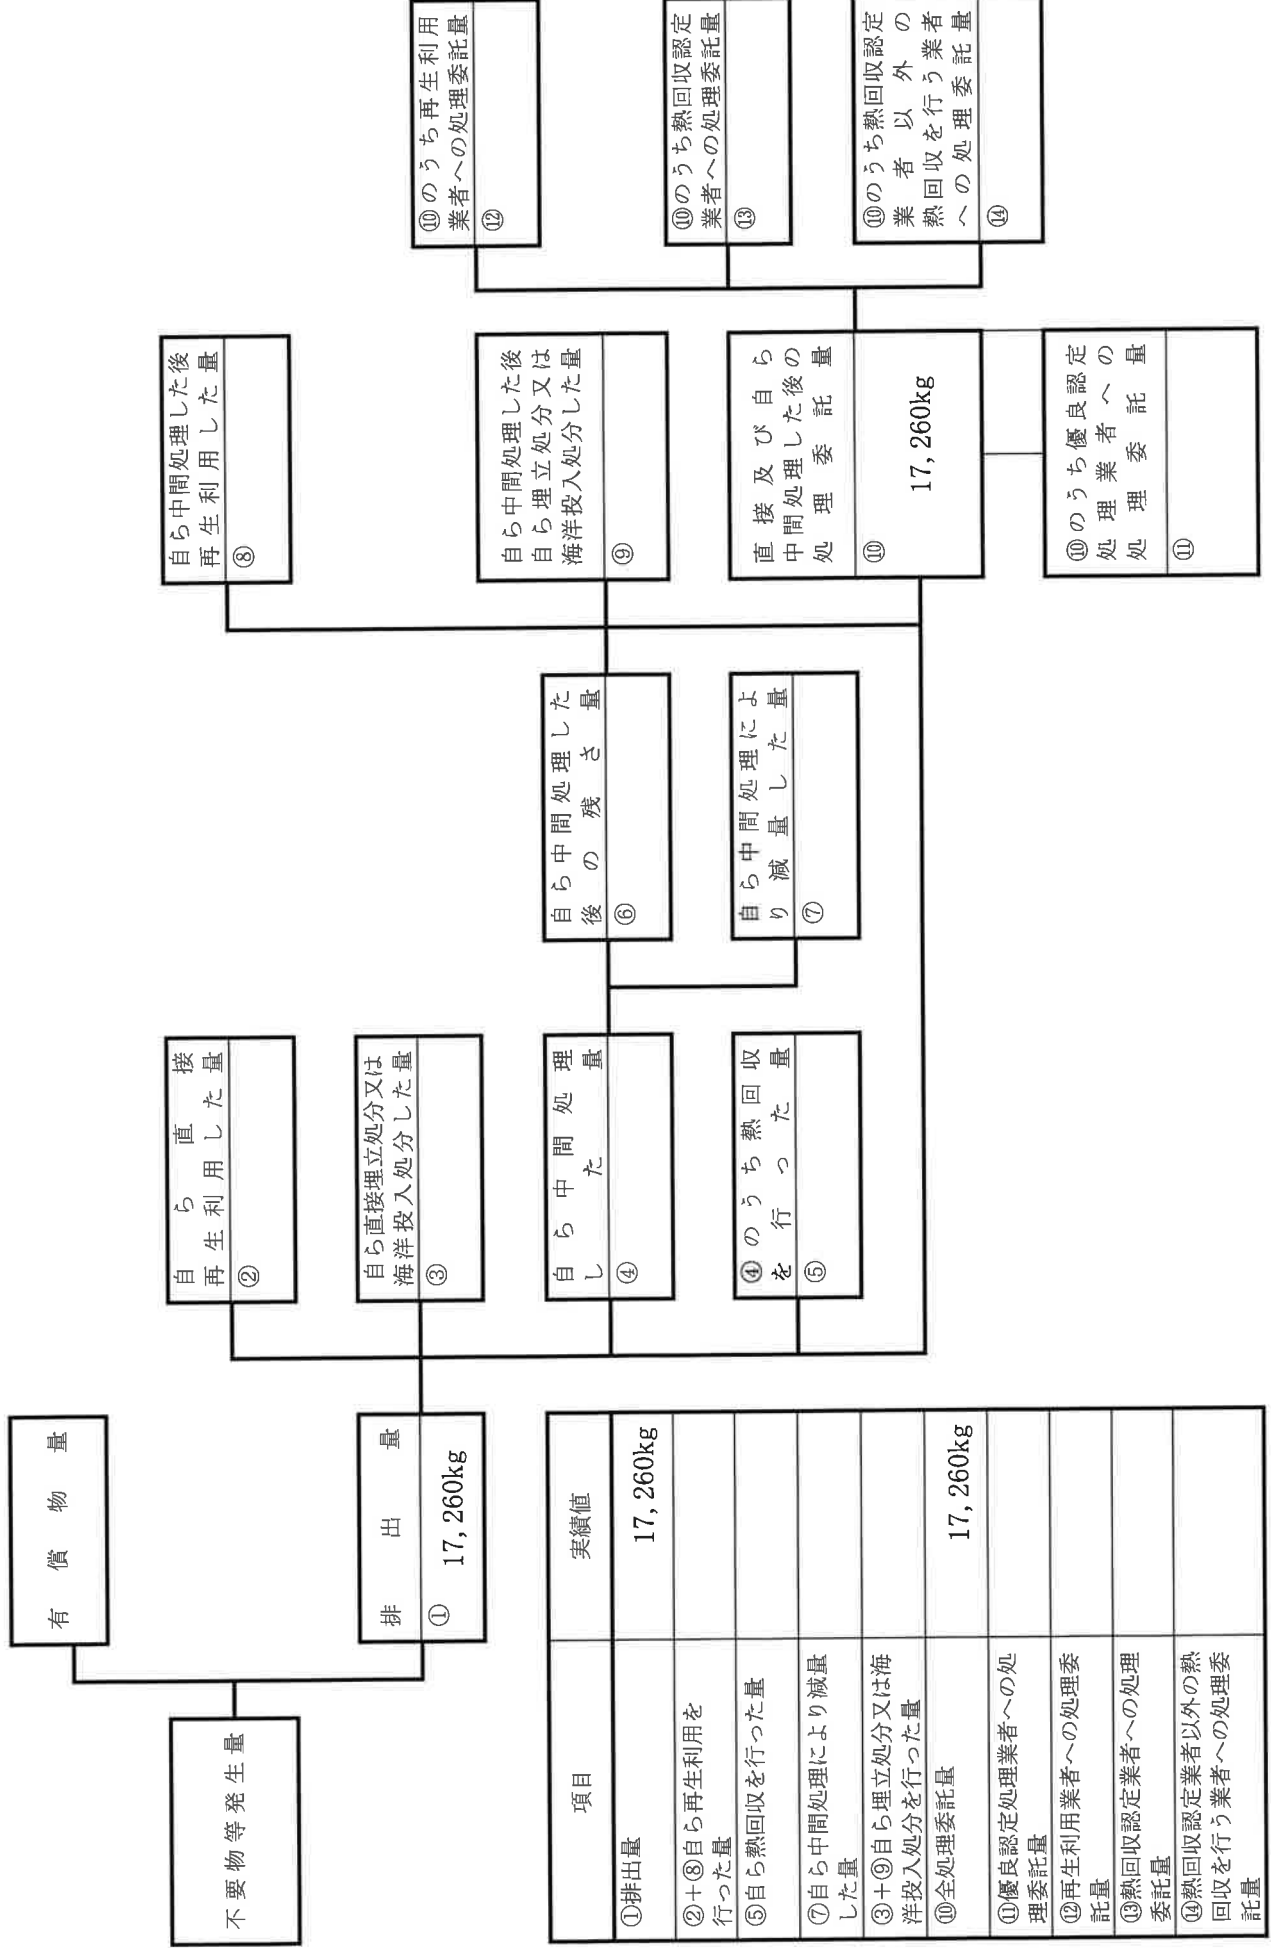 有償物量
不要物等発生量
排出量
① 17,260kg
自ら直接
再生利用した量
②
自ら直接埋立処分又は
海洋投入処分した量
③
自ら中間処理
した量
④
④のうち熱回収
を行った量
⑤
自ら中間処理した
後の残さ量
⑥
自ら中間処理によ
り減量した量
⑦
自ら中間処理した後
再生利用した量
⑧
自ら中間処理した後
自ら埋立処分又は
海洋投入処分した量
⑨
直接及び自ら
中間処理した後の
処理委託量
⑩
17,260kg
⑩のうち優良認定
処理業者への
処理委託量
⑪
⑩のうち再生利用
業者への処理委託量
⑫
⑩のうち熱回収認定
業者への処理委託量
⑬
⑩のうち熱回収認定
業者以外の
熱回収を行う業者
への処理委託量
⑭
項目 実績値
①排出量 17,260kg
②+⑧自ら再生利用を
行った量
⑤自ら熱回収を行った量
⑦自ら中間処理により減量
した量
③+⑨自ら埋立処分又は海
洋投入処分を行った量
⑩全処理委託量 17,260kg
⑪優良認定処理業者への処
理委託量
⑫再生利用業者への処理委
託量
⑬熱回収認定業者への処理
委託量
⑭熱回収認定業者以外の熱
回収を行う業者への処理委
託量